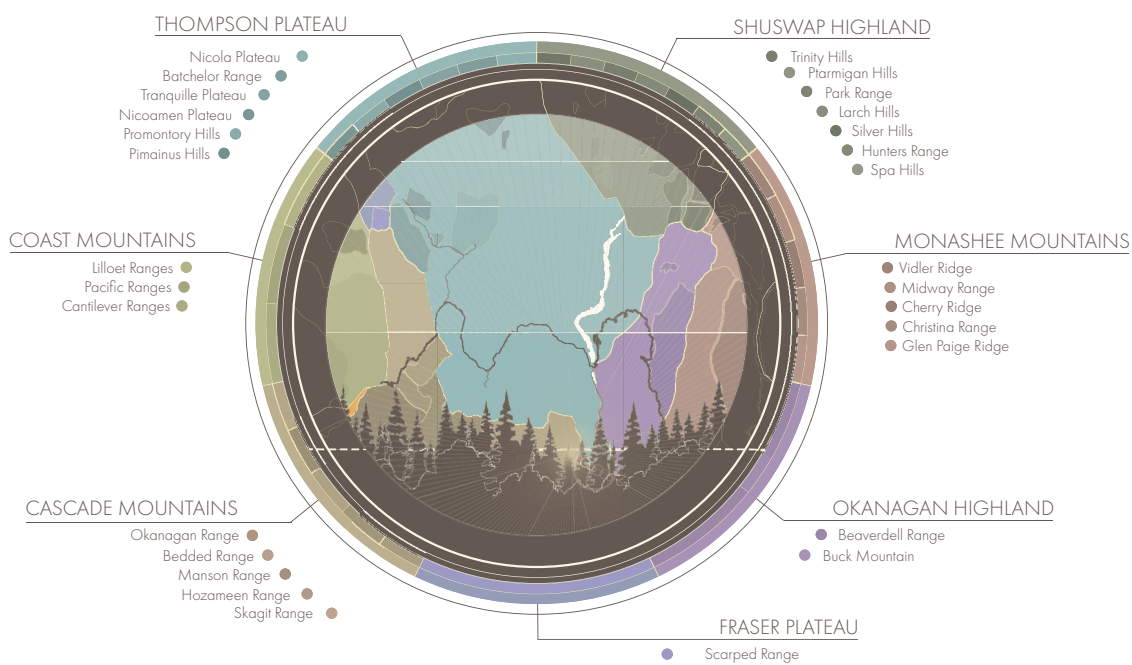 THOMPSON PLATEAU
Nicola Plateau
Batchelor Range
Tranquille Plateau
Nicoamen Plateau
Promontory Hills
Pimainus Hills
SHUSWAP HIGHLAND
Trinity Hills
Ptarmigan Hills
Park Range
Larch Hills
Silver Hills
Hunters Range
Spa Hills
COAST MOUNTAINS
Lilloet Ranges
Pacific Ranges
Cantilever Ranges
MONASHEE MOUNTAINS
Vidler Ridge
Midway Range
Cherry Ridge
Christina Range
Glen Paige Ridge
CASCADE MOUNTAINS
Okanagan Range
Bedded Range
Manson Range
Hozameen Range
Skagit Range
OKANAGAN HIGHLAND
Beaverdell Range
Buck Mountain
FRASER PLATEAU
Scarped Range